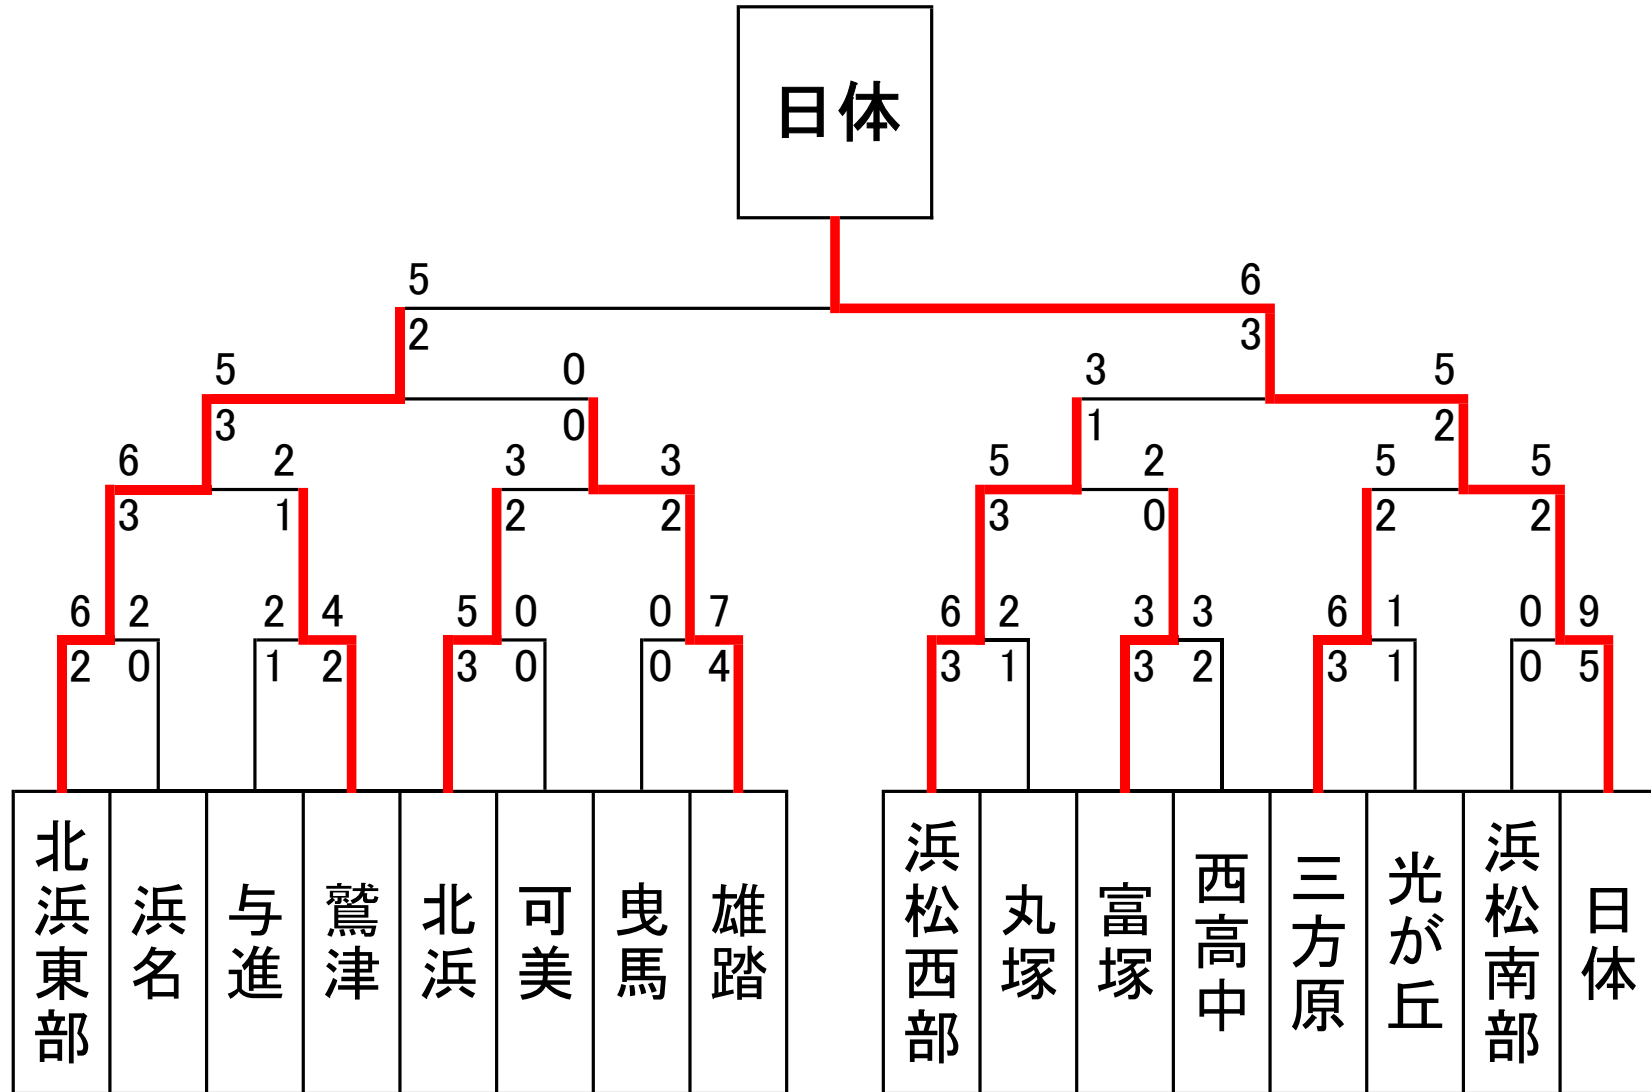 日体
5 6
2 3
5 0 3 5
3 0 1 2
6 2 3 3 5 2 5 5
3 1 2 2 3 0 2 2
6 2 2 4 5 0 0 7 6 2 3 3 6 1 0 9
2 0 1 2 3 0 0 4 3 1 3 2 3 1 0 5
北浜東部
浜名
与進
鷲津
北浜
可美
曳馬
雄踏
浜松西部
丸塚
富塚
西高中
三方原
光が丘
浜松南部
日体